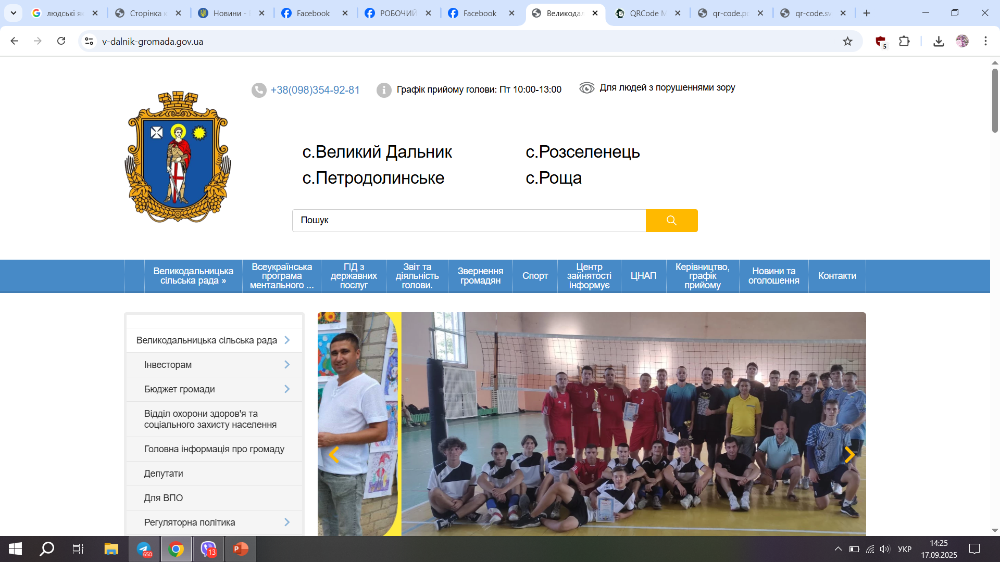 людські як
Сторінка к
Новини -
Facebook
РОБОЧИЙ
Facebook
Великодал
QRCode M
qr-code.pd
qr-code.sv
v-dalnik-gromada.gov.ua
5
+38(098)354-92-81
Графік прийому голови: Пт 10:00-13:00
Для людей з порушеннями зору
с.Великий Дальник
с.Розселенець
с.Петродолинське
с.Роща
Пошук
Великодальницька
сільська рада »
Всеукраїнська
програма
ментального ...
ГІД з
державних
послуг
Звіт та
діяльність
голови.
Звернення
громадян
Спорт
Центр
зайнятості
інформує
ЦНАП
Керівництво,
графік
прийому
Новини та
оголошення
Контакти
Великодальницька сільська рада
Інвесторам
Бюджет громади
Відділ охорони здоров'я та
соціального захисту населення
Головна інформація про громаду
Депутати
Для ВПО
Регуляторна політика
1
11
3
5
650
13
P
УКР
14:25
17.09.2025